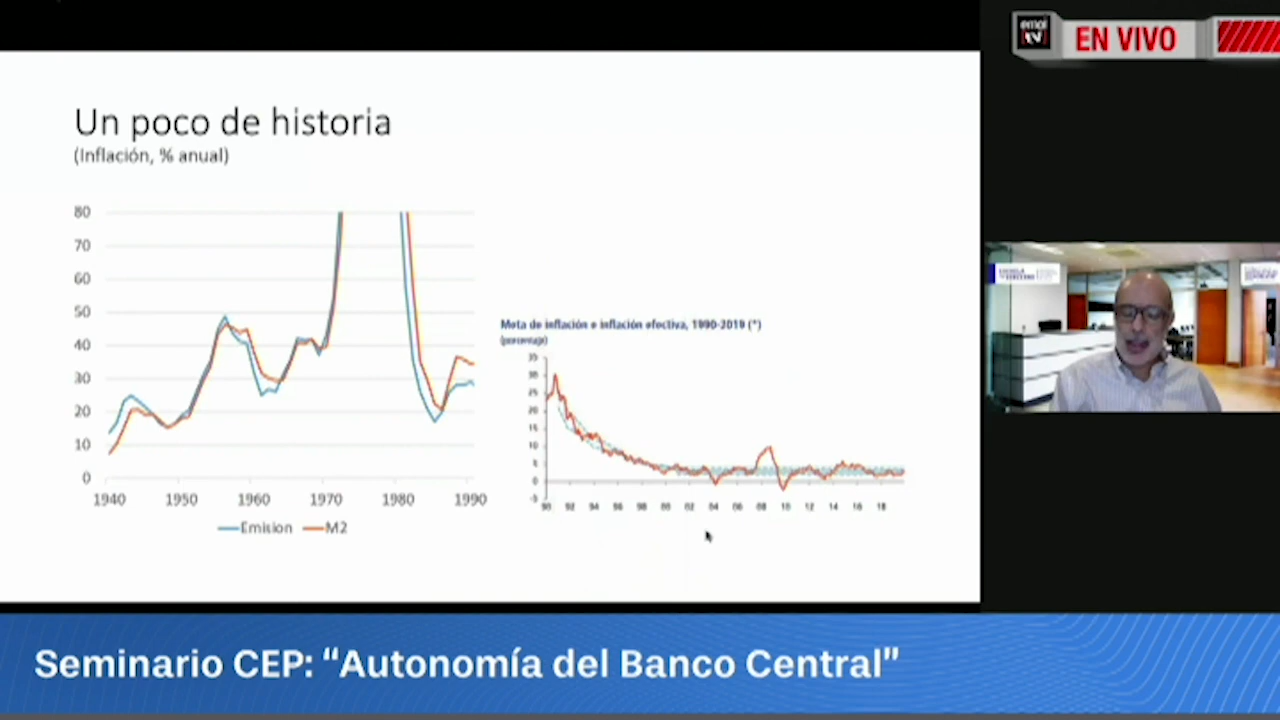 emol
TV
EN VIVO
Un poco de historia
(Inflación, % anual)
80
70
60
50
40
30
20
10
0
1940 1950 1960 1970 1980 1990
Emision M2
Meta de inflación e inflación efectiva, 1990-2019 (*)
(porcentaje)
35
30
25
20
15
10
5
0
-5
90 92 94 96 98 00 02 04 06 08 10 12 14 16 18
Seminario CEP: “Autonomía del Banco Central”